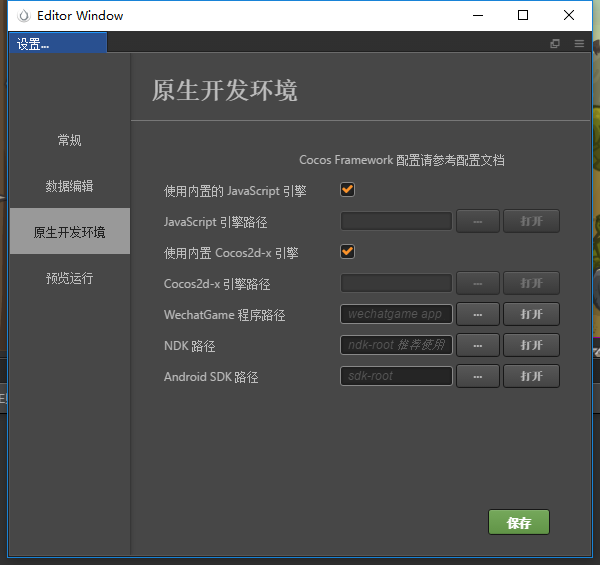 Editor Window
设置...
原生开发环境
常规
数据编辑
原生开发环境
预览运行
Cocos Framework 配置请参考配置文档
使用内置的 JavaScript 引擎
JavaScript 引擎路径 ... 打开
使用内置 Cocos2d-x 引擎
Cocos2d-x 引擎路径 ... 打开
WechatGame 程序路径 wechatgame app ... 打开
NDK 路径 ndk-root 推荐使用 ... 打开
Android SDK 路径 sdk-root ... 打开
保存